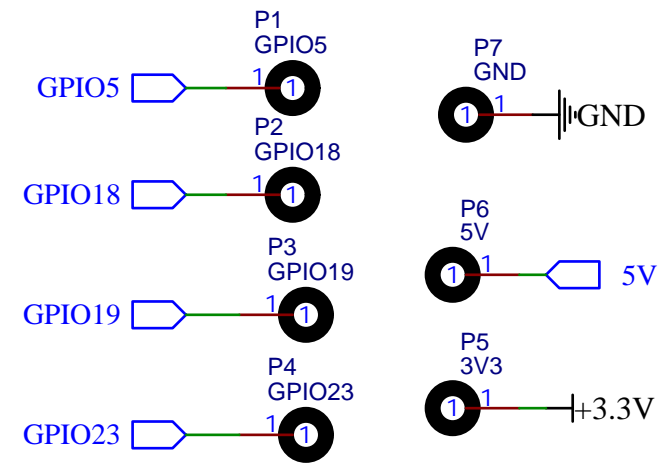 P1
GPIO5
GPIO5
1
1
P2
GPIO18
GPIO18
1
1
P3
GPIO19
GPIO19
1
1
P4
GPIO23
GPIO23
1
1
P7
GND
1
1
GND
P6
5V
1
1
5V
P5
3V3
1
1
+3.3V